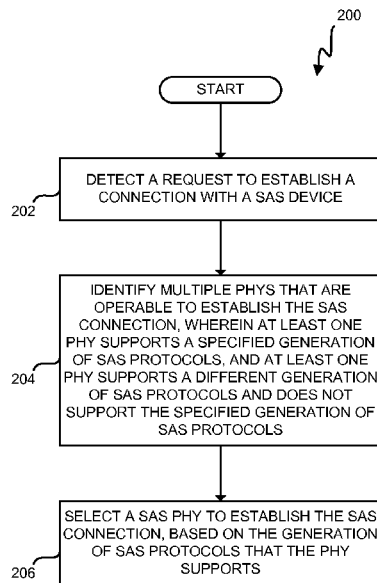 200
START
DETECT A REQUEST TO ESTABLISH A
CONNECTION WITH A SAS DEVICE
202
IDENTIFY MULTIPLE PHYS THAT ARE
OPERABLE TO ESTABLISH THE SAS
CONNECTION, WHEREIN AT LEAST ONE
PHY SUPPORTS A SPECIFIED GENERATION
OF SAS PROTOCOLS, AND AT LEAST ONE
PHY SUPPORTS A DIFFERENT GENERATION
OF SAS PROTOCOLS AND DOES NOT
SUPPORT THE SPECIFIED GENERATION OF
SAS PROTOCOLS
204
SELECT A SAS PHY TO ESTABLISH THE SAS
CONNECTION, BASED ON THE GENERATION
OF SAS PROTOCOLS THAT THE PHY
SUPPORTS
206